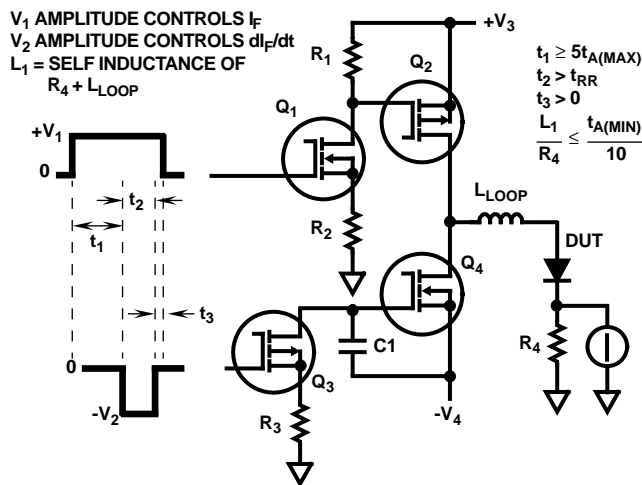 V1 AMPLITUDE CONTROLS IF
V2 AMPLITUDE CONTROLS dIF/dt
L1 = SELF INDUCTANCE OF
R4 + LLOOP
+V3
R1
Q2
t1 ≥ 5tA(MAX)
t2 > tRR
t3 > 0
L1/R4 ≤ tA(MIN)/10
Q1
+V1
0
t2
t1
R2
LLOOP
DUT
Q4
t3
C1
R4
0
Q3
-V2
R3
-V4